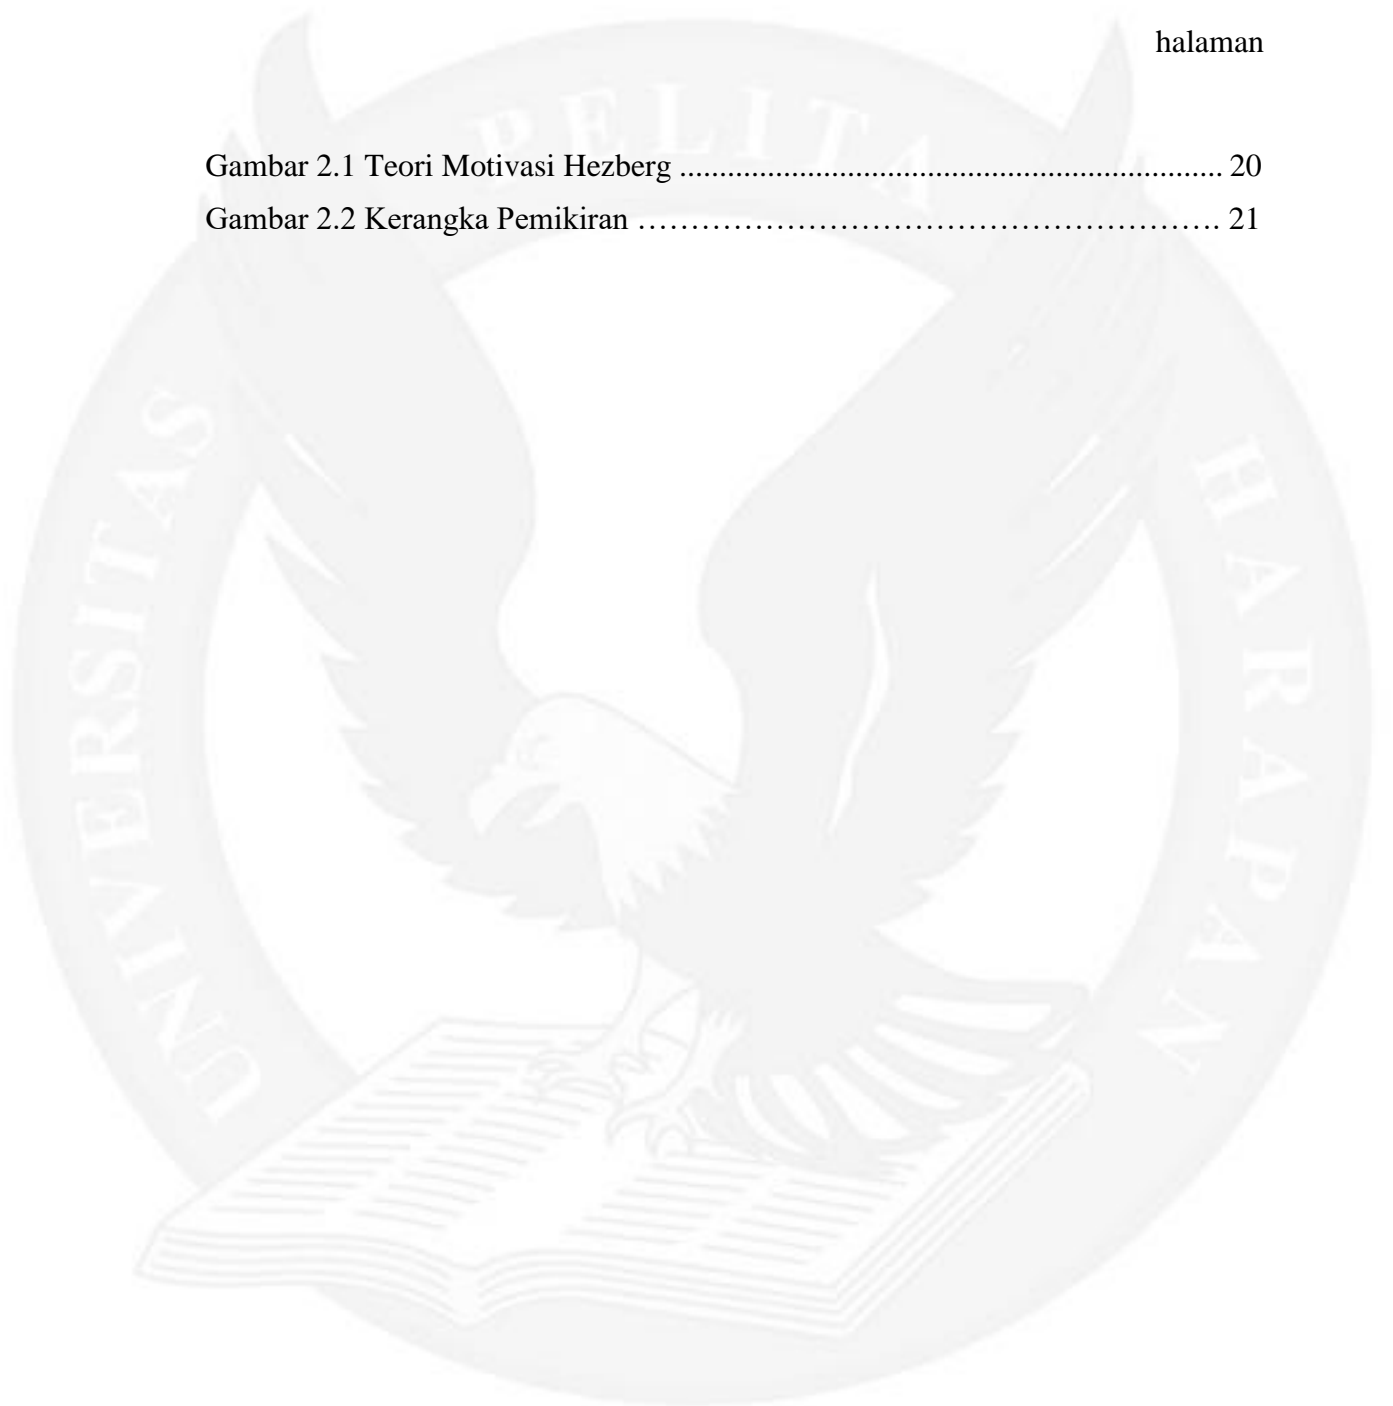 halaman
Gambar 2.1 Teori Motivasi Hezberg ................................................................... 20
Gambar 2.2 Kerangka Pemikiran ………………………………………………. 21
UNIVERSITAS PELITA HARAPAN